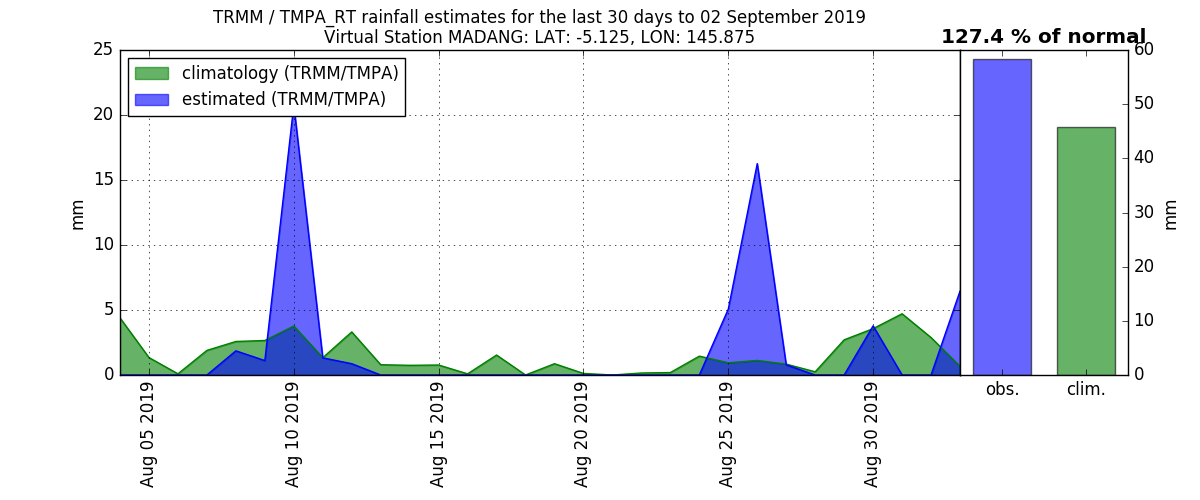 TRMM / TMPA_RT rainfall estimates for the last 30 days to 02 September 2019
Virtual Station MADANG: LAT: -5.125, LON: 145.875
127.4 % of normal
climatology (TRMM/TMPA)
estimated (TRMM/TMPA)
25
20
15
10
5
0
mm
Aug 05 2019
Aug 10 2019
Aug 15 2019
Aug 20 2019
Aug 25 2019
Aug 30 2019
60
50
40
30
20
10
0
mm
obs.
clim.